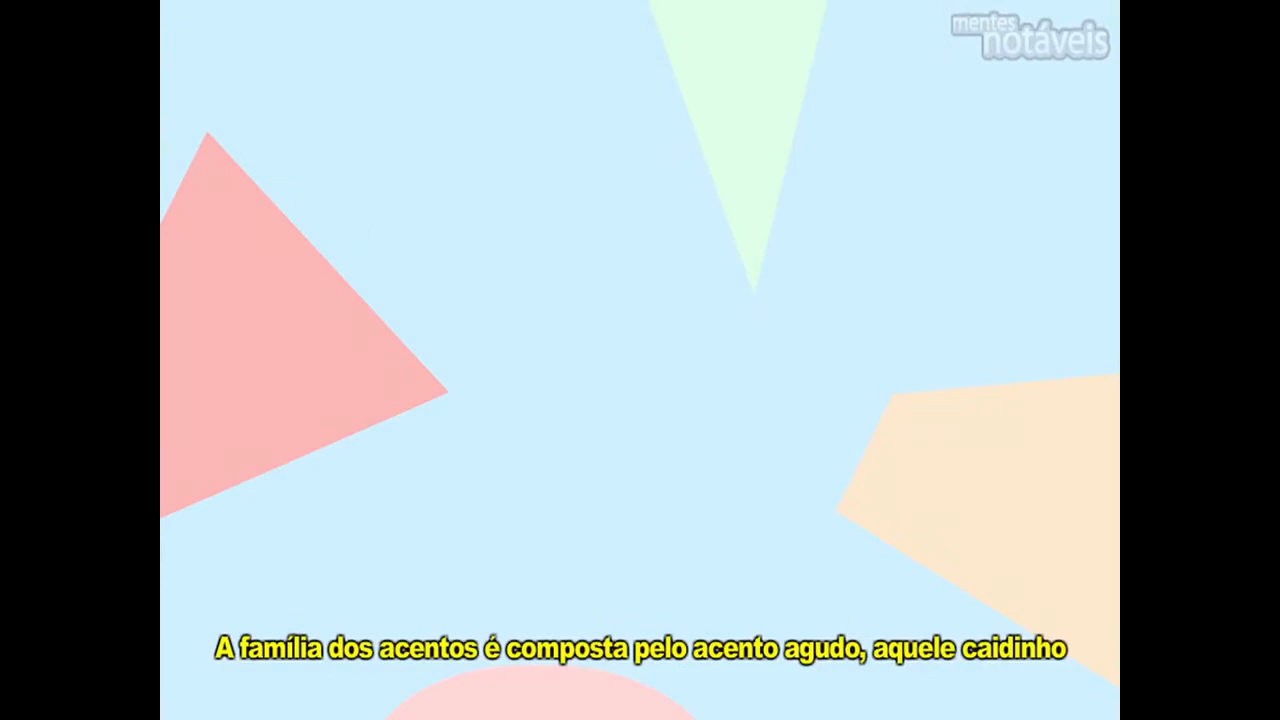 mentes
notáveis
A família dos acentos é composta pelo acento agudo, aquele caidinho